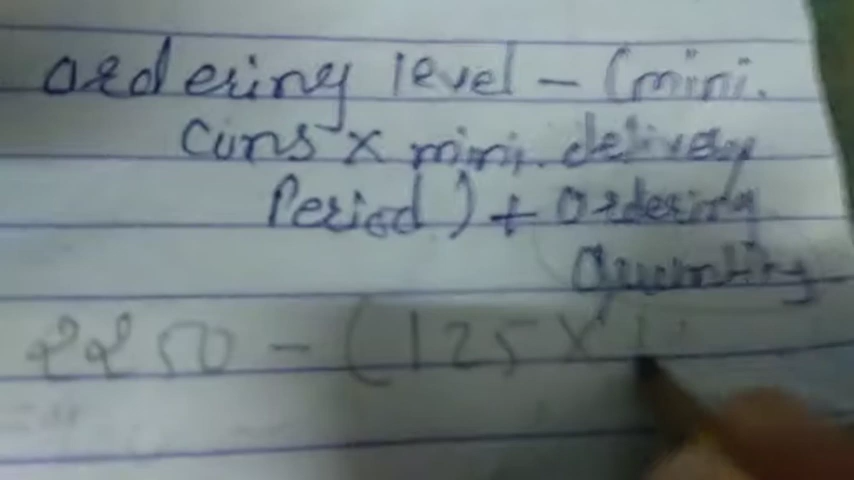 ordering level - (mini.
cons x mini. delivery
Period) + ordering
Quantity
2250 - (125 X